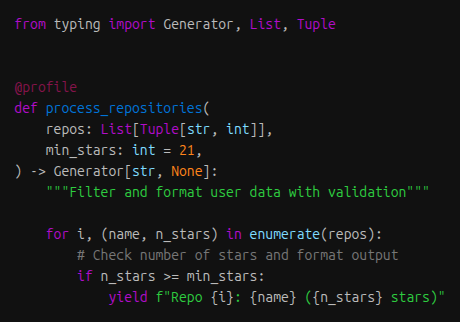 from typing import Generator, List, Tuple
@profile
def process_repositories(
    repos: List[Tuple[str, int]],
    min_stars: int = 21,
) -> Generator[str, None]:
    """Filter and format user data with validation"""
    for i, (name, n_stars) in enumerate(repos):
        # Check number of stars and format output
        if n_stars >= min_stars:
            yield f"Repo {i}: {name} ({n_stars} stars)"